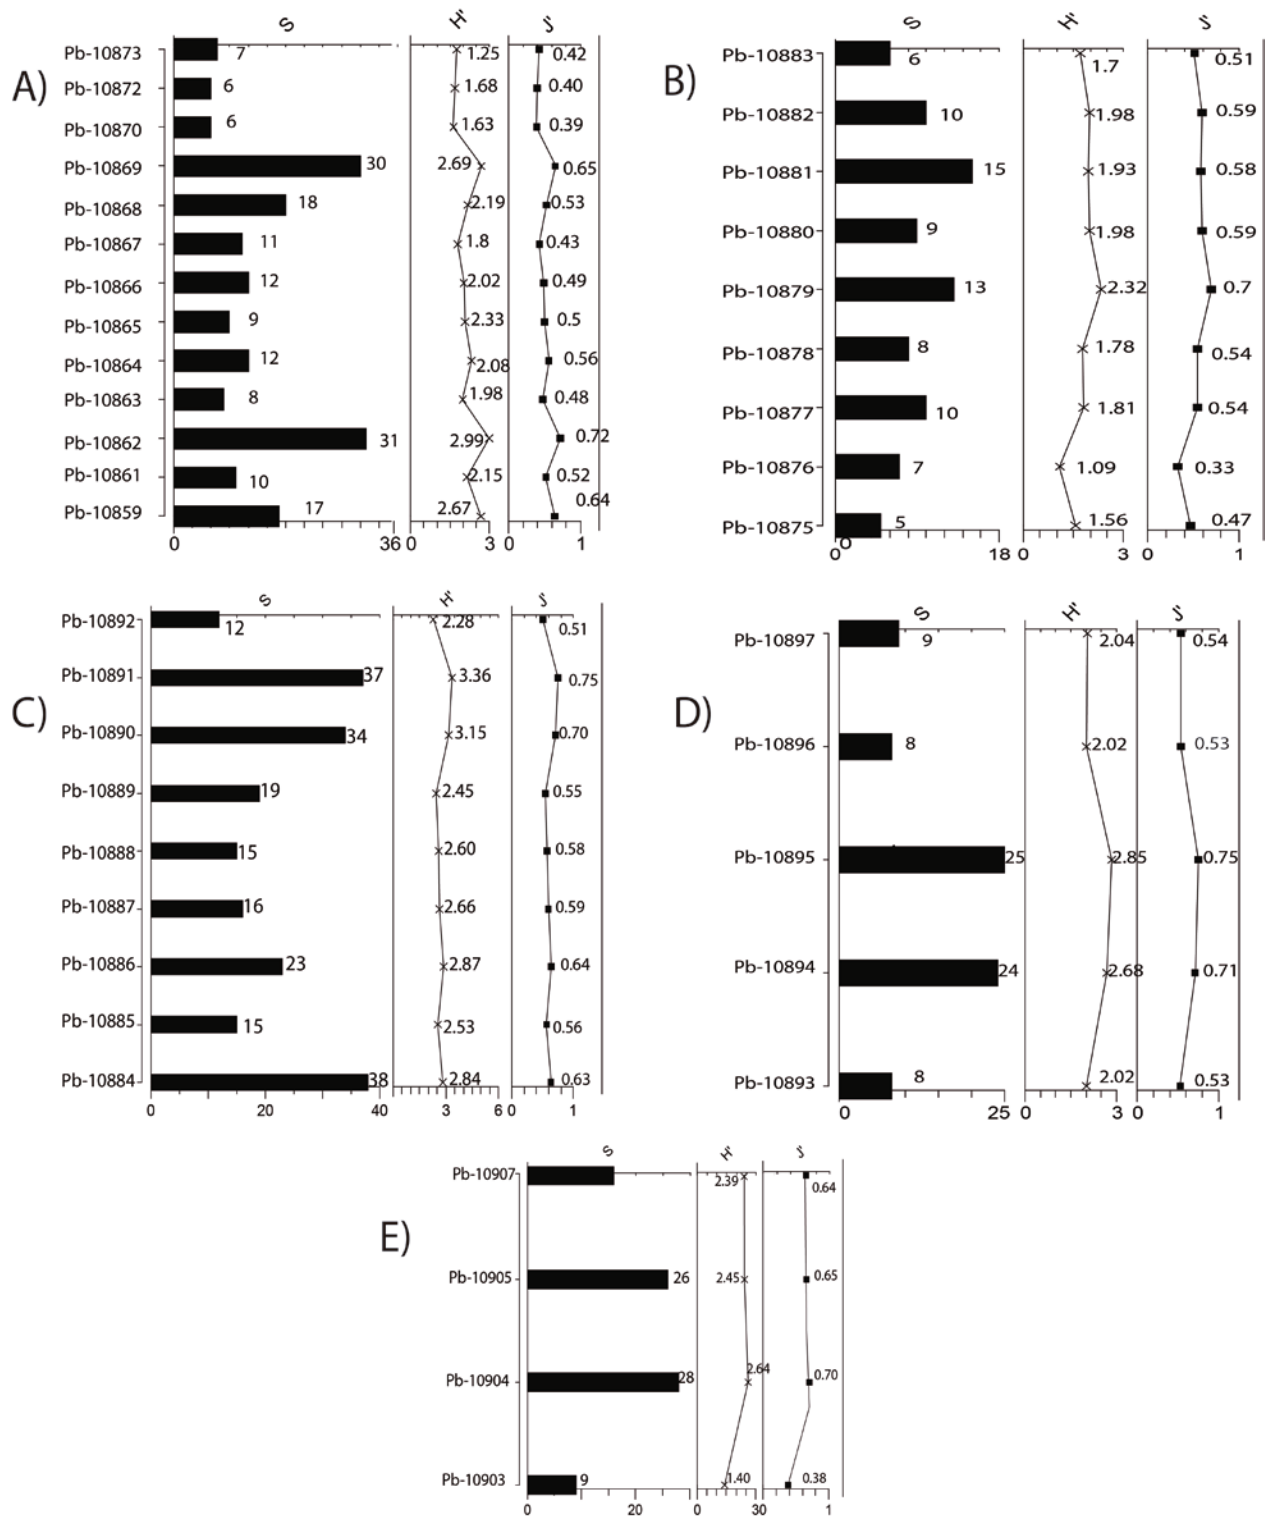 A)
S H' J'
Pb-10873 7 1.25 0.42
Pb-10872 6 1.68 0.40
Pb-10870 6 1.63 0.39
Pb-10869 30 2.69 0.65
Pb-10868 18 2.19 0.53
Pb-10867 11 1.8 0.43
Pb-10866 12 2.02 0.49
Pb-10865 9 2.33 0.5
Pb-10864 12 2.08 0.56
Pb-10863 8 1.98 0.48
Pb-10862 31 2.99 0.72
Pb-10861 10 2.15 0.52
Pb-10859 17 2.67 0.64
0 36 0 3 0 1
B)
S H' J'
Pb-10883 6 1.7 0.51
Pb-10882 10 1.98 0.59
Pb-10881 15 1.93 0.58
Pb-10880 9 1.98 0.59
Pb-10879 13 2.32 0.7
Pb-10878 8 1.78 0.54
Pb-10877 10 1.81 0.54
Pb-10876 7 1.09 0.33
Pb-10875 5 1.56 0.47
0 0 18 0 3 0 1
C)
S H' J'
Pb-10892 12 2.28 0.51
Pb-10891 37 3.36 0.75
Pb-10890 34 3.15 0.70
Pb-10889 19 2.45 0.55
Pb-10888 15 2.60 0.58
Pb-10887 16 2.66 0.59
Pb-10886 23 2.87 0.64
Pb-10885 15 2.53 0.56
Pb-10884 38 2.84 0.63
0 20 40 0 3 6 0 1
D)
S H' J'
Pb-10897 9 2.04 0.54
Pb-10896 8 2.02 0.53
Pb-10895 25 2.85 0.75
Pb-10894 24 2.68 0.71
Pb-10893 8 2.02 0.53
0 25 0 3 0 1
E)
S H' J'
Pb-10907 2.39 0.64
Pb-10905 26 2.45 0.65
Pb-10904 28 2.64 0.70
Pb-10903 9 1.40 0.38
0 20 0 3 0 1